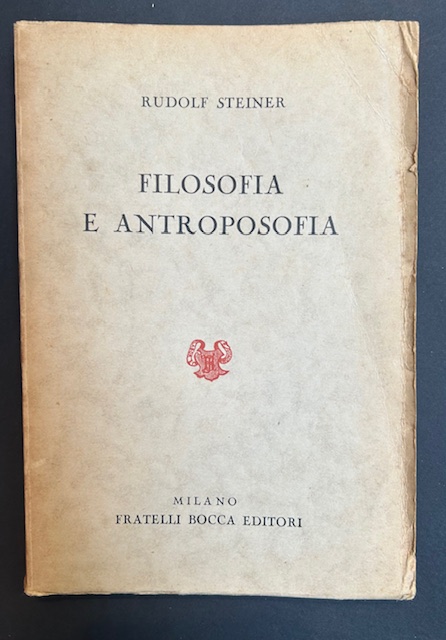 RUDOLF STEINER
FILOSOFIA
E ANTROPOSOFIA
MILANO
FRATELLI BOCCA EDITORI